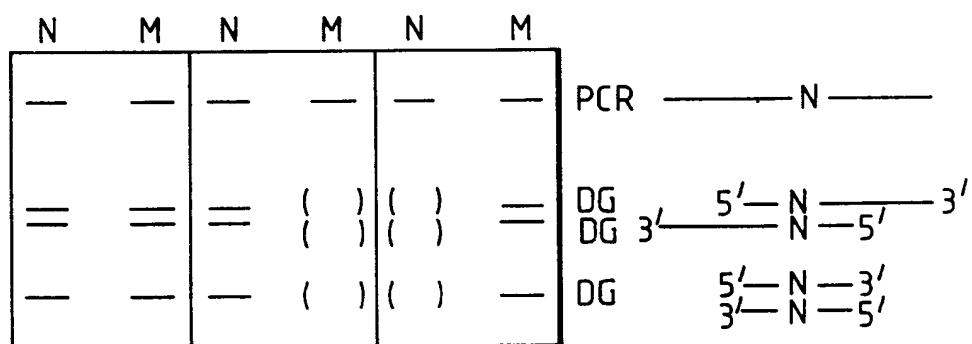 N M N M N M
PCR N
( ) ( ) DG 5′ N 3′
( ) ( ) DG 3′ N 5′
( ) ( ) DG 5′ N 3′
3′ N 5′